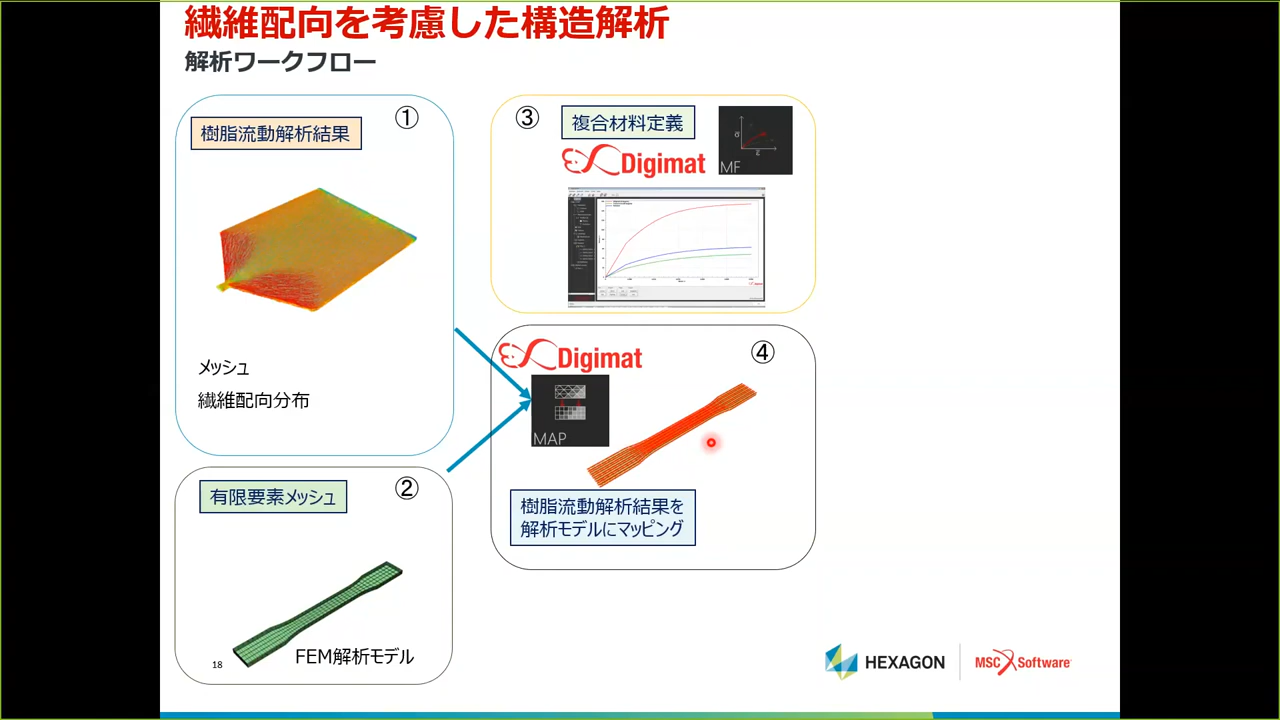 繊維配向を考慮した構造解析
解析ワークフロー
①
樹脂流動解析結果
メッシュ
繊維配向分布
②
有限要素メッシュ
FEM解析モデル
18
③
複合材料定義
Digimat
σ
ε
MF
④
Digimat
MAP
樹脂流動解析結果を
解析モデルにマッピング
HEXAGON
MSC Software